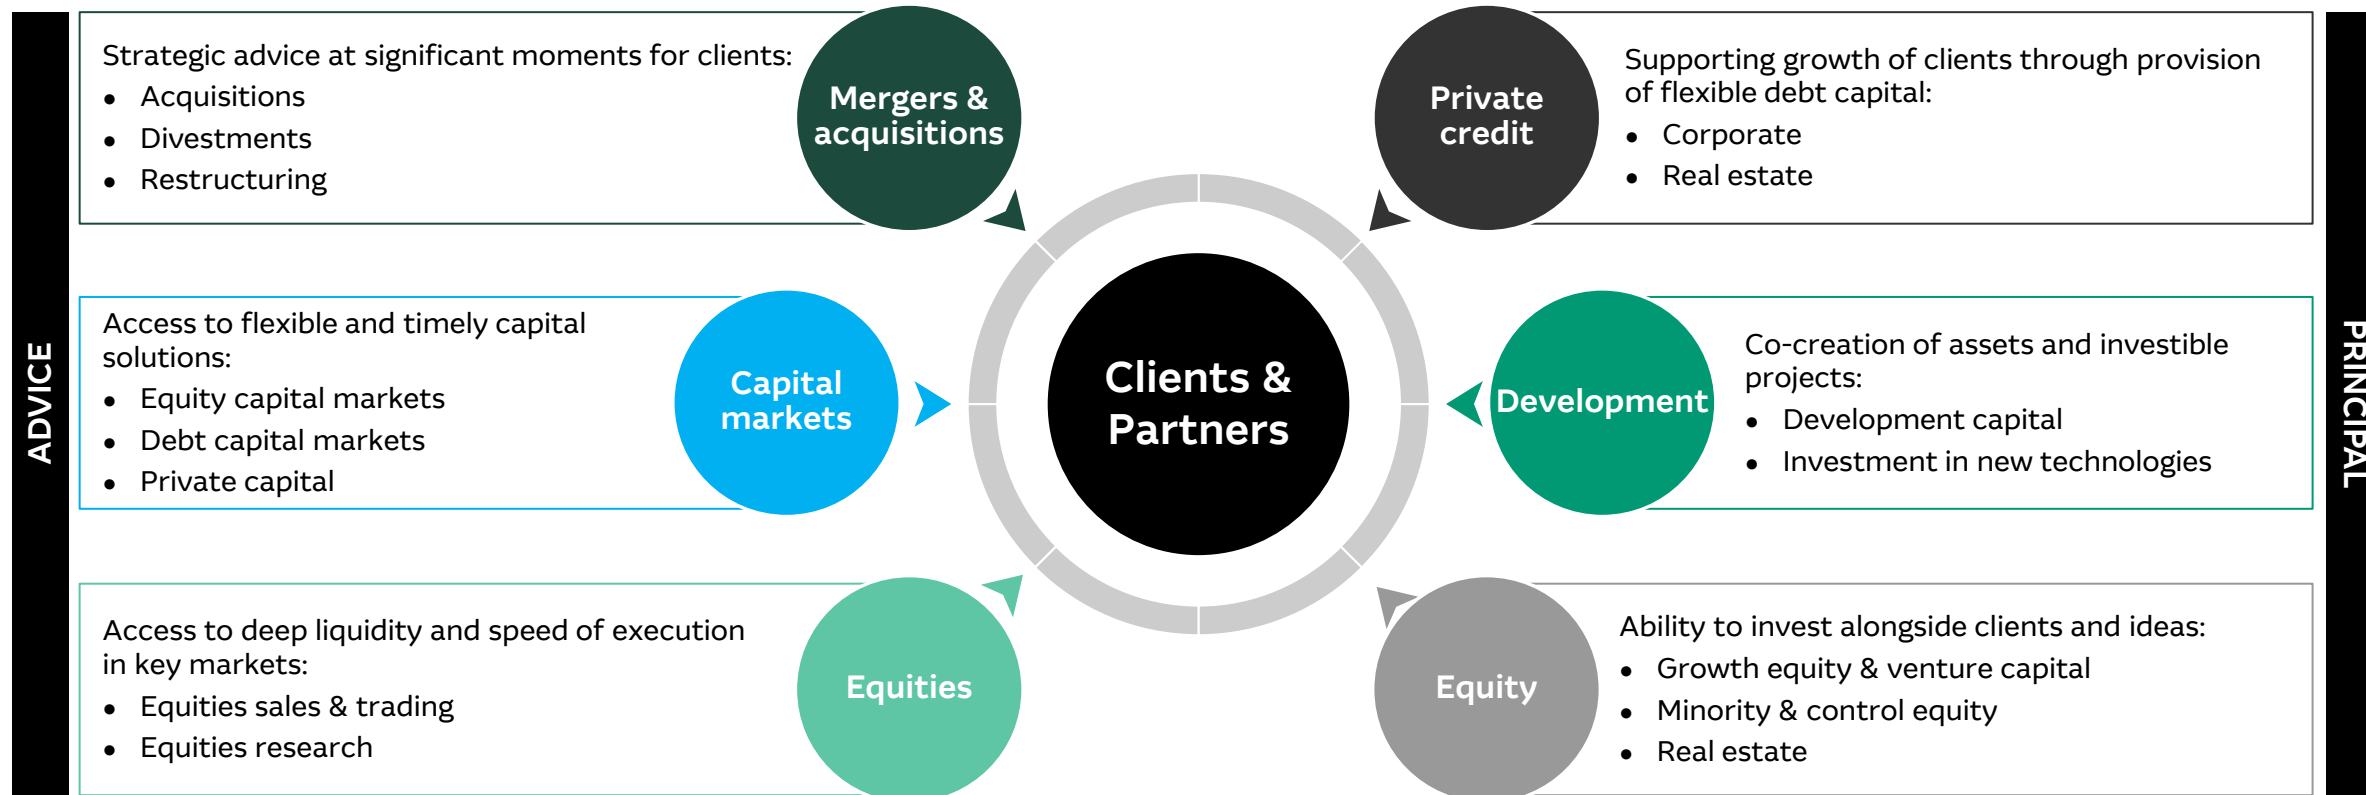 ADVICE
Strategic advice at significant moments for clients:
• Acquisitions
• Divestments
• Restructuring
Mergers &
acquisitions
Access to flexible and timely capital
solutions:
• Equity capital markets
• Debt capital markets
• Private capital
Capital
markets
Access to deep liquidity and speed of execution
in key markets:
• Equities sales & trading
• Equities research
Equities
Clients &
Partners
Private
credit
Supporting growth of clients through provision
of flexible debt capital:
• Corporate
• Real estate
Development
Co-creation of assets and investible
projects:
• Development capital
• Investment in new technologies
Equity
Ability to invest alongside clients and ideas:
• Growth equity & venture capital
• Minority & control equity
• Real estate
PRINCIPAL